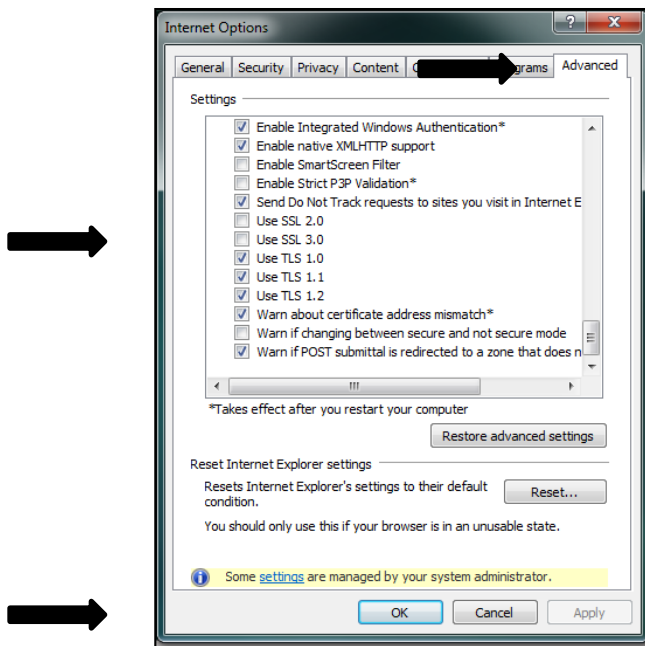 Internet Options
General Security Privacy Content Advanced
Settings
Enable Integrated Windows Authentication*
Enable native XMLHTTP support
Enable SmartScreen Filter
Enable Strict P3P Validation*
Send Do Not Track requests to sites you visit in Internet E
Use SSL 2.0
Use SSL 3.0
Use TLS 1.0
Use TLS 1.1
Use TLS 1.2
Warn about certificate address mismatch*
Warn if changing between secure and not secure mode
Warn if POST submittal is redirected to a zone that does n
*Takes effect after you restart your computer
Restore advanced settings
Reset Internet Explorer settings
Resets Internet Explorer's settings to their default
condition.
Reset...
You should only use this if your browser is in an unusable state.
Some settings are managed by your system administrator.
OK Cancel Apply